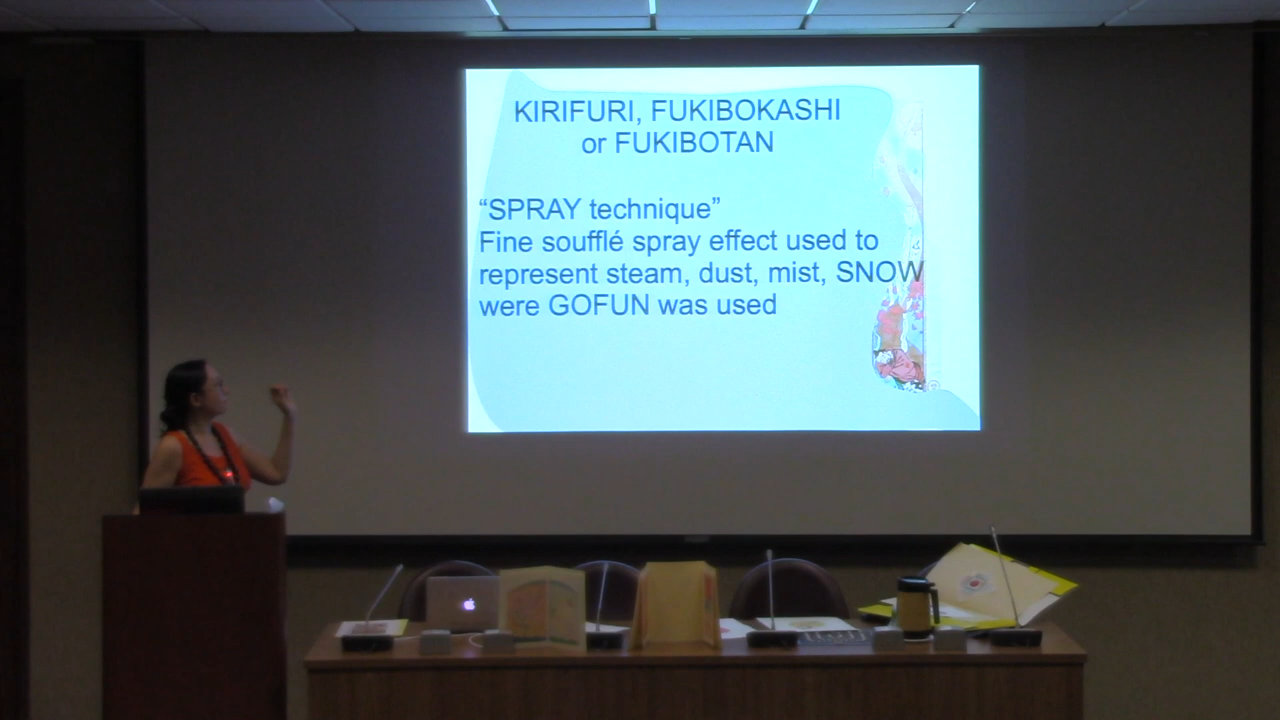 KIRIFURI, FUKIBOKASHI
or FUKIBOTAN
“SPRAY technique”
Fine soufflé spray effect used to
represent steam, dust, mist, SNOW
were GOFUN was used